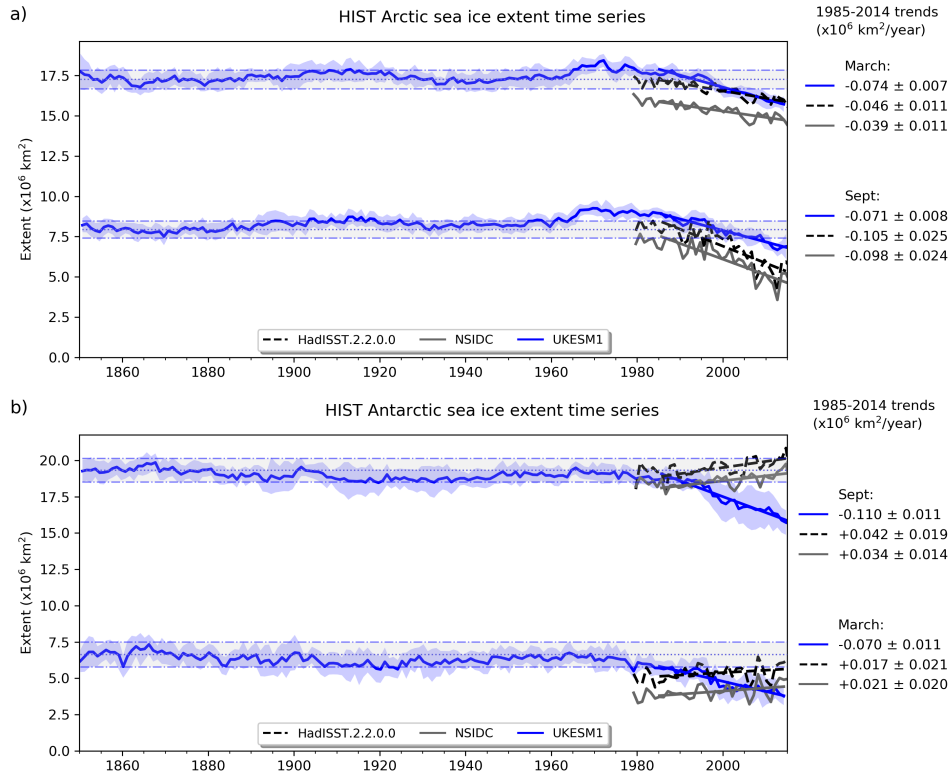 a)
HIST Arctic sea ice extent time series
1985-2014 trends
(x10⁶ km²/year)
March:
-0.074 ± 0.007
-0.046 ± 0.011
-0.039 ± 0.011
Sept:
-0.071 ± 0.008
-0.105 ± 0.025
-0.098 ± 0.024
Extent (x10⁶ km²)
17.5
15.0
12.5
10.0
7.5
5.0
2.5
0.0
HadISST.2.2.0.0 NSIDC UKESM1
1860 1880 1900 1920 1940 1960 1980 2000
b)
HIST Antarctic sea ice extent time series
1985-2014 trends
(x10⁶ km²/year)
Sept:
-0.110 ± 0.011
+0.042 ± 0.019
+0.034 ± 0.014
March:
-0.070 ± 0.011
+0.017 ± 0.021
+0.021 ± 0.020
Extent (x10⁶ km²)
20.0
17.5
15.0
12.5
10.0
7.5
5.0
2.5
0.0
HadISST.2.2.0.0 NSIDC UKESM1
1860 1880 1900 1920 1940 1960 1980 2000